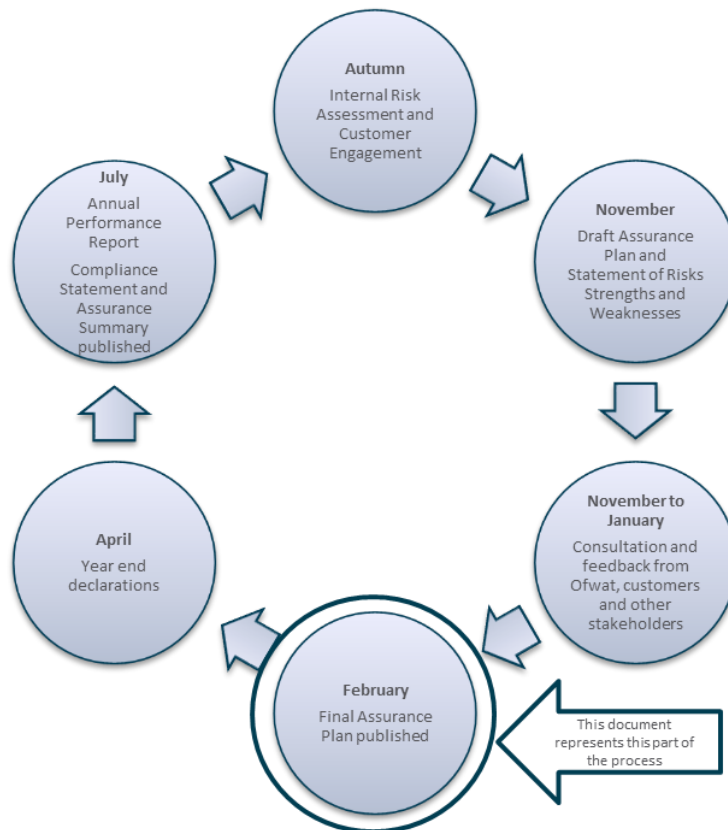 Autumn
Internal Risk
Assessment and
Customer
Engagement
November
Draft Assurance
Plan and
Statement of Risks
Strengths and
Weaknesses
November to
January
Consultation and
feedback from
Ofwat, customers
and other
stakeholders
February
Final Assurance
Plan published
This document
represents this part of
the process
April
Year end
declarations
July
Annual
Performance
Report
Compliance
Statement and
Assurance
Summary
published